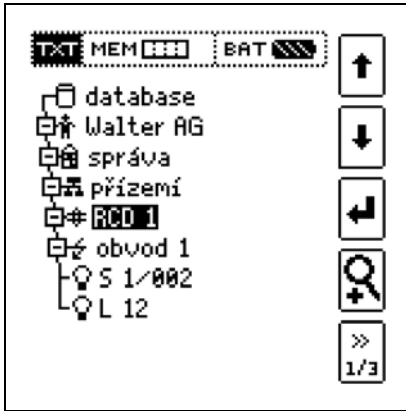 TXT MEM BAT
database
Walter AG
správa
přízemí
RCD 1
obvod 1
S 1/002
L 12
»
1/3